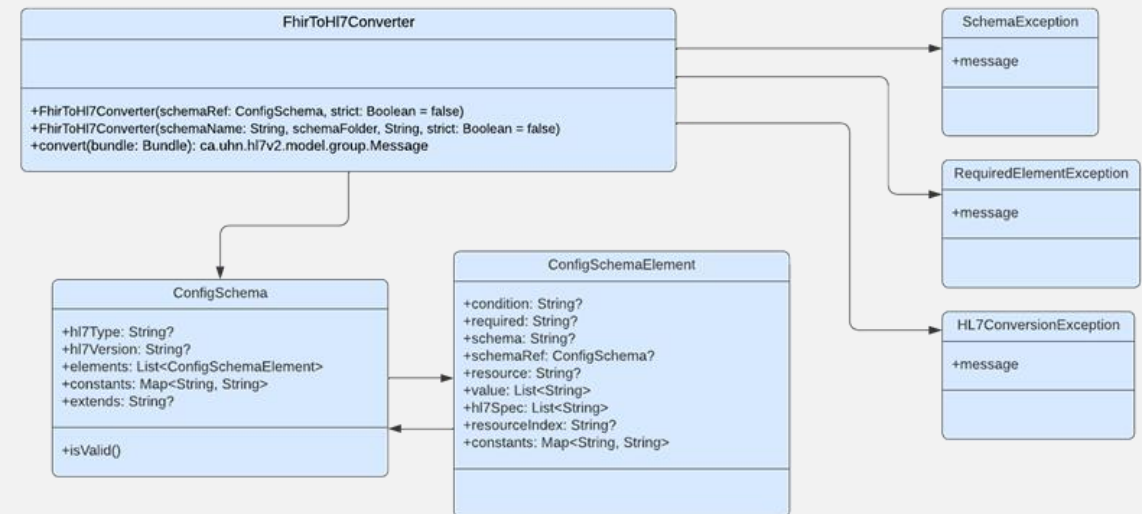 FhirToHl7Converter
+FhirToHl7Converter(schemaRef: ConfigSchema, strict: Boolean = false)
+FhirToHl7Converter(schemaName: String, schemaFolder, String, strict: Boolean = false)
+convert(bundle: Bundle): ca.uhn.hl7v2.model.group.Message
SchemaException
+message
RequiredElementException
+message
HL7ConversionException
+message
ConfigSchema
+hl7Type: String?
+hl7Version: String?
+elements: List<ConfigSchemaElement>
+constants: Map<String, String>
+extends: String?
+isValid()
ConfigSchemaElement
+condition: String?
+required: String?
+schema: String?
+schemaRef: ConfigSchema?
+resource: String?
+value: List<String>
+hl7Spec: List<String>
+resourceIndex: String?
+constants: Map<String, String>